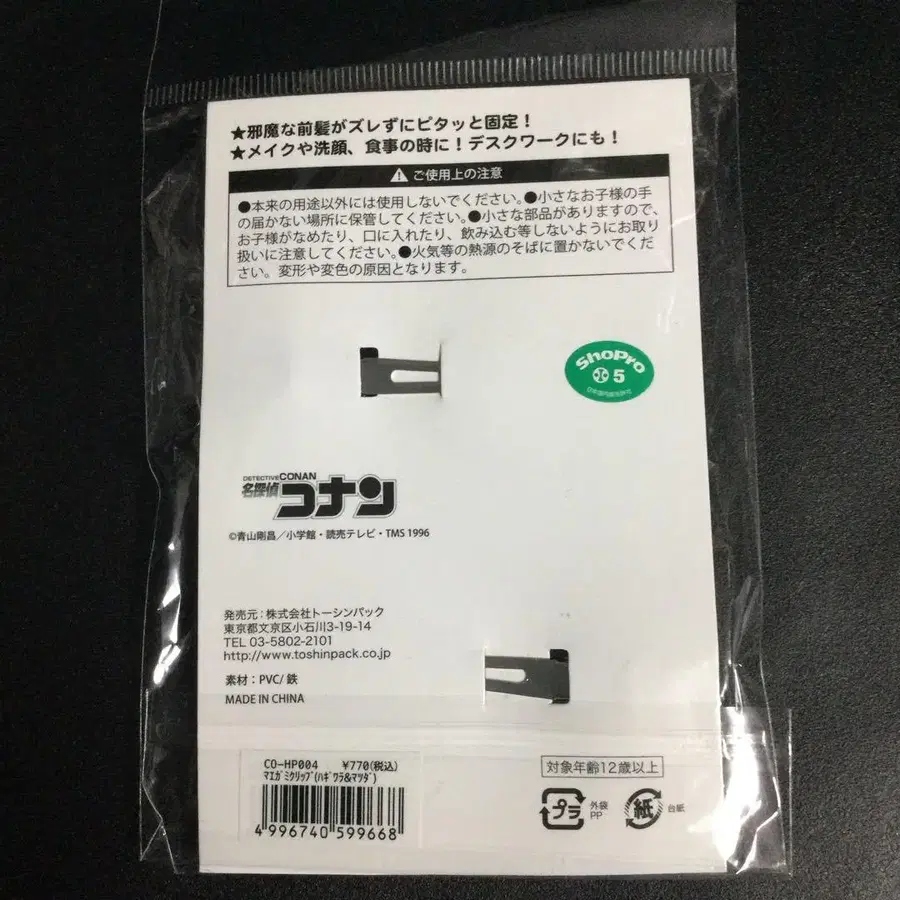 ★邪魔な前髪がズレずにピタッと固定！
★メイクや洗顔、食事の時に！デスクワークにも！
ご使用上の注意
●本来の用途以外には使用しないでください。●小さなお子様の手
の届かない場所に保管してください。●小さな部品がありますので、
お子様がなめたり、口に入れたり、飲み込む等しないようにお取り
扱いに注意してください。●火気等の熱源のそばに置かないでくだ
さい。変形や変色の原因となります。
ShoPro
5
DETECTIVE CONAN
名探偵コナン
©青山剛昌／小学館・読売テレビ・TMS 1996
発売元：株式会社トーシンパック
東京都文京区小石川3-19-14
TEL 03-5802-2101
http://www.toshinpack.co.jp
素材：PVC/ 鉄
MADE IN CHINA
CO-HP004 ¥770(税込)
マエガミクリップ(ハギワラ&マツダ)
4 996740 599668
対象年齢12歳以上
プラ 外袋 PP
紙 台紙